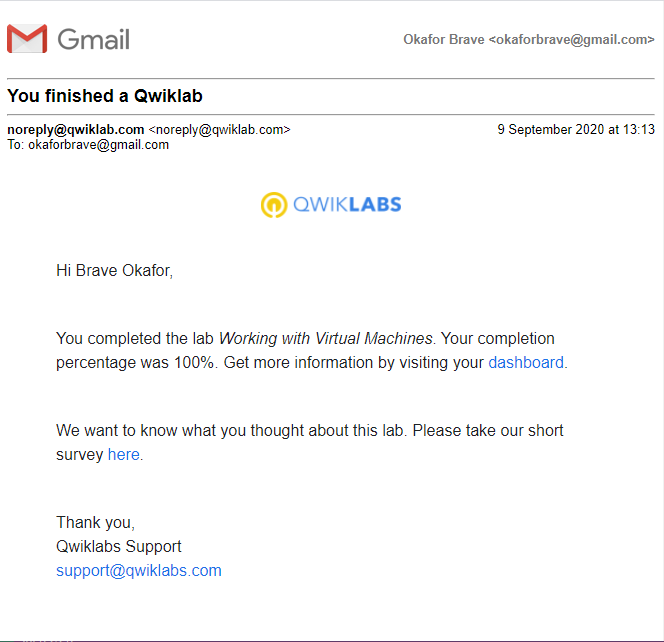 Gmail
Okafor Brave <okaforbrave@gmail.com>
You finished a Qwiklab
noreply@qwiklab.com <noreply@qwiklab.com>
9 September 2020 at 13:13
To: okaforbrave@gmail.com
QWIKLABS
Hi Brave Okafor,
You completed the lab Working with Virtual Machines. Your completion
percentage was 100%. Get more information by visiting your dashboard.
We want to know what you thought about this lab. Please take our short
survey here.
Thank you,
Qwiklabs Support
support@qwiklabs.com